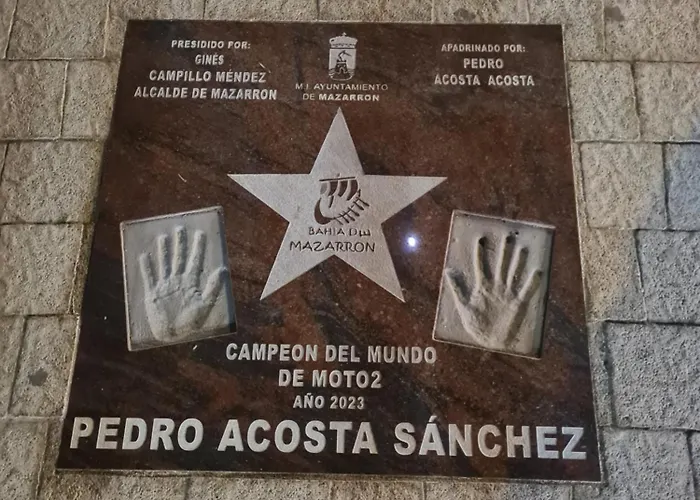 PRESIDIDO POR:
GINÉS
CAMPILLO MÉNDEZ
ALCALDE DE MAZARRON
M.I. AYUNTAMIENTO
DE MAZARRON
APADRINADO POR:
PEDRO
ACOSTA ACOSTA
BAHIA DE
MAZARRON
CAMPEON DEL MUNDO
DE MOTO2
AÑO 2023
PEDRO ACOSTA SÁNCHEZ